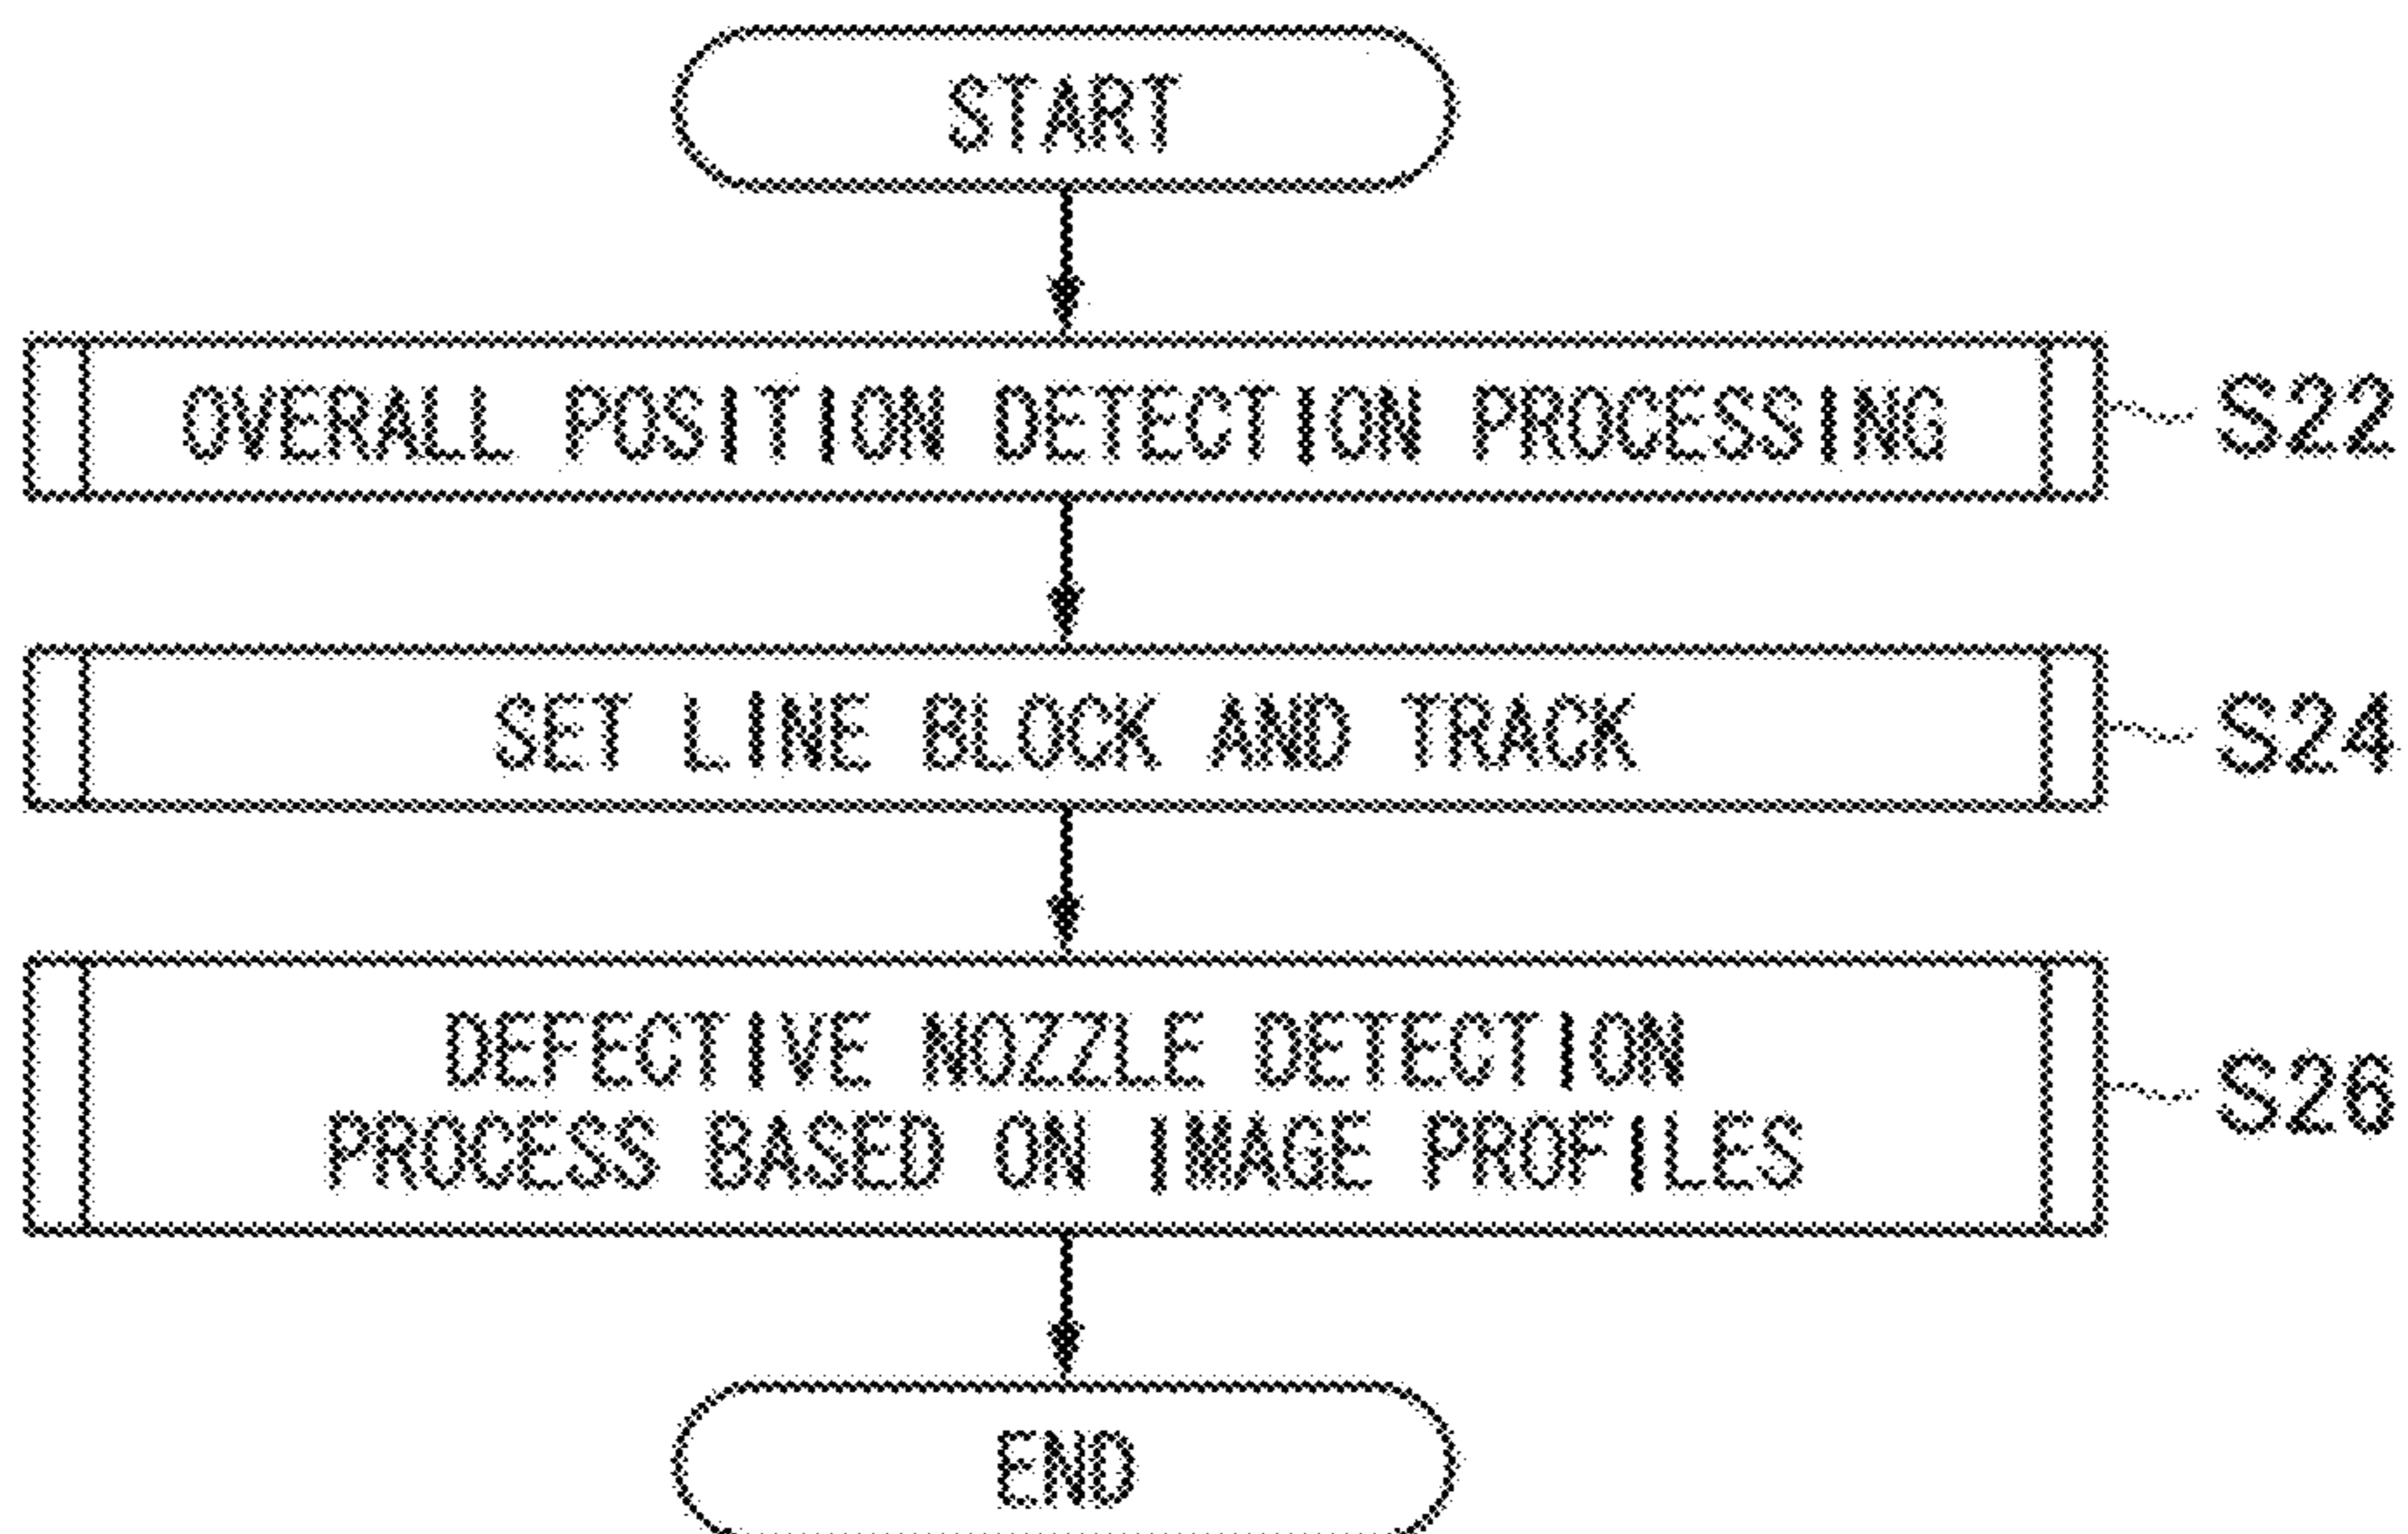 START
OVERALL POSITION DETECTION PROCESSING
S22
SET LINE BLOCK AND TRACK
S24
DEFECTIVE NOZZLE DETECTION
PROCESS BASED ON IMAGE PROFILES
S26
END